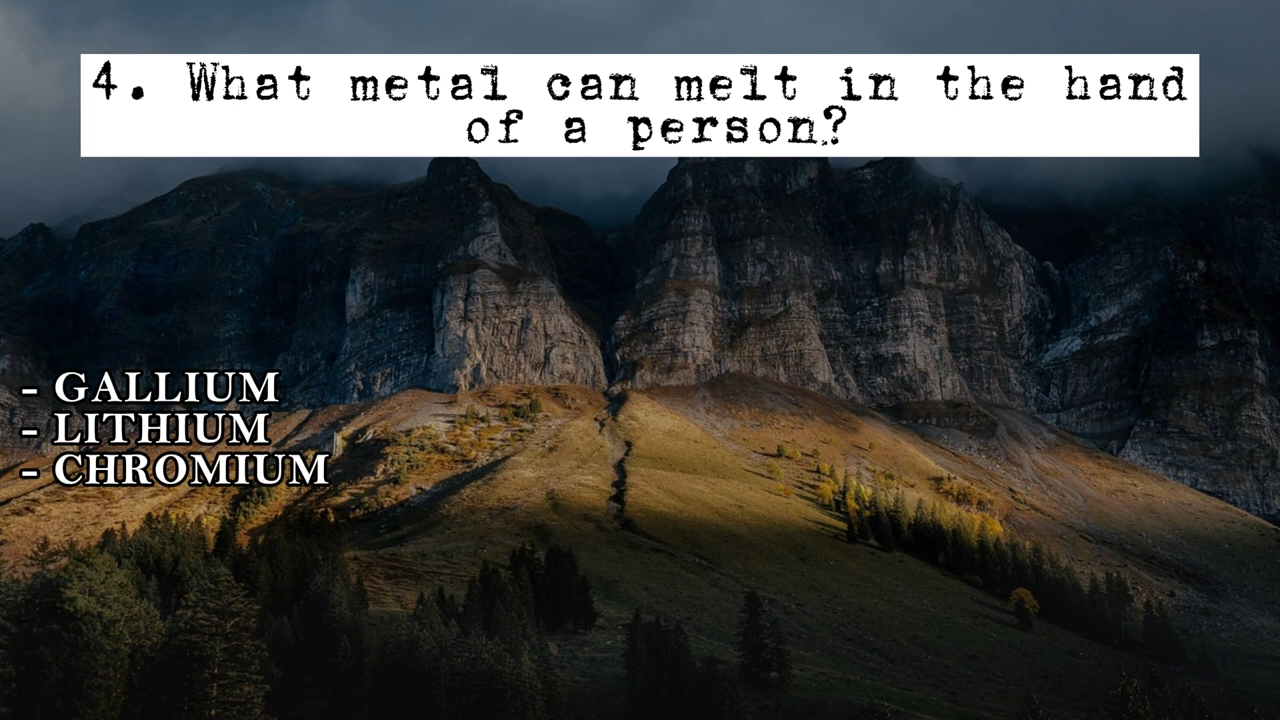 4. What metal can melt in the hand
of a person?
- GALLIUM
- LITHIUM
- CHROMIUM